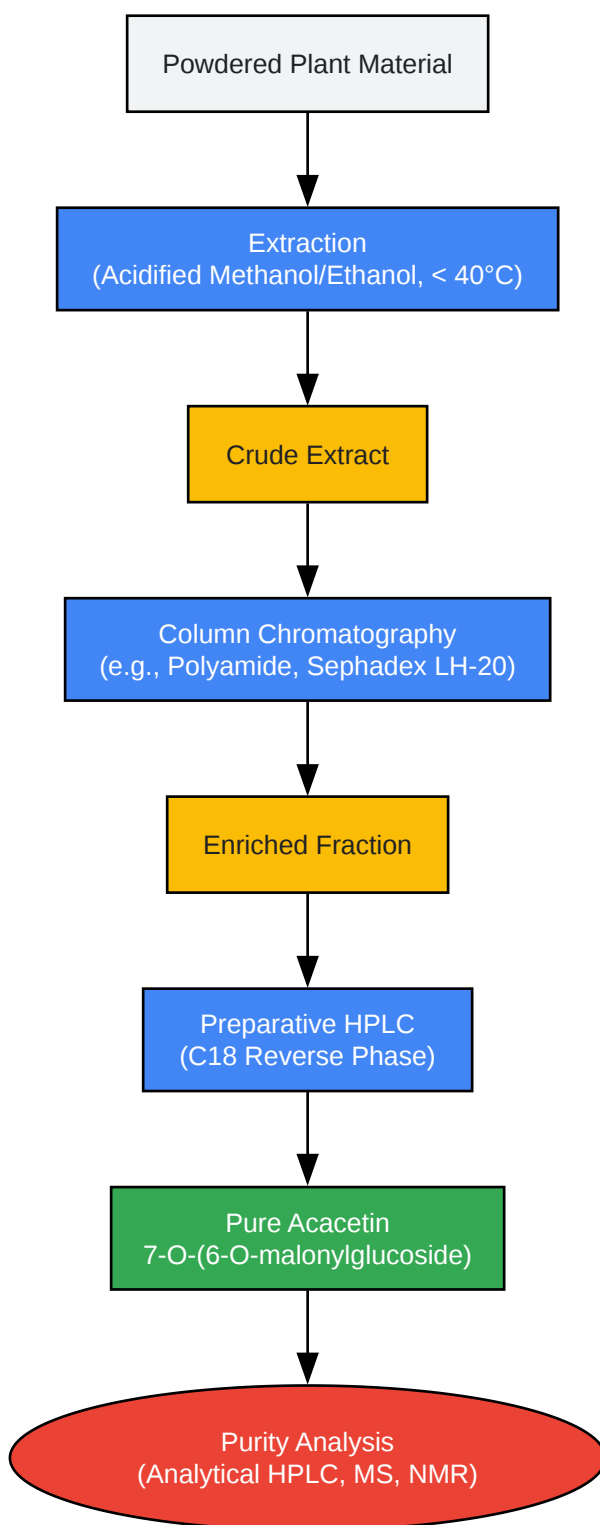 Powdered Plant Material
Extraction
(Acidified Methanol/Ethanol, < 40°C)
Crude Extract
Column Chromatography
(e.g., Polyamide, Sephadex LH-20)
Enriched Fraction
Preparative HPLC
(C18 Reverse Phase)
Pure Acacetin
7-O-(6-O-malonylglucoside)
Purity Analysis
(Analytical HPLC, MS, NMR)